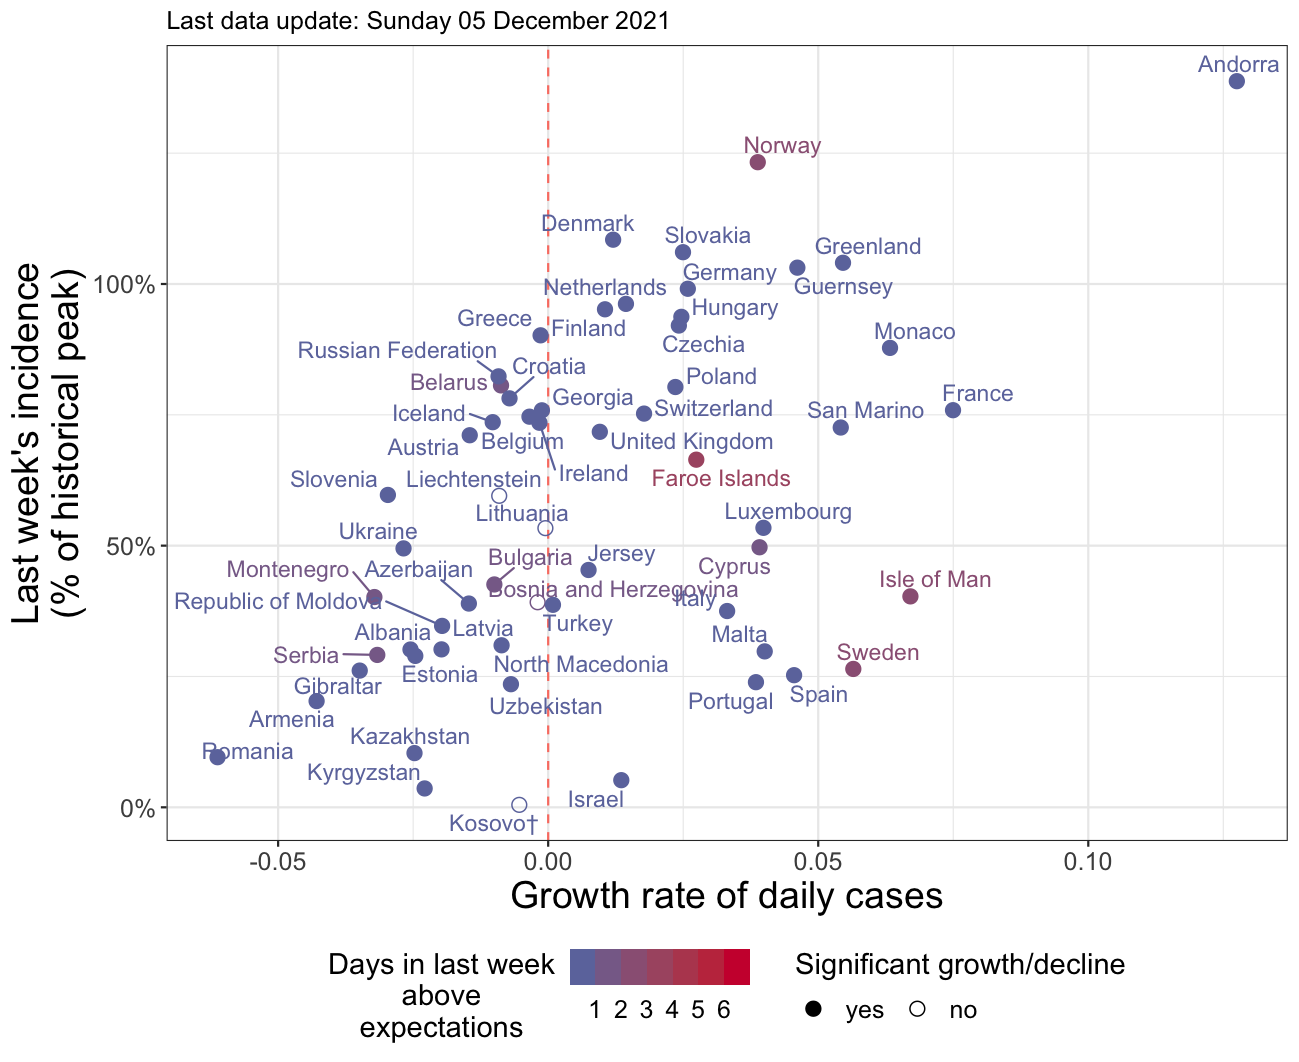 Last data update: Sunday 05 December 2021
Andorra
Norway
Denmark
Slovakia
Greenland
Germany
Guernsey
Netherlands
Hungary
Greece
Finland
Monaco
Czechia
Russian Federation
Croatia
Belarus
Poland
France
Georgia
Iceland
Switzerland
San Marino
Austria
Belgium
United Kingdom
Ireland
Faroe Islands
Slovenia
Liechtenstein
Lithuania
Luxembourg
Ukraine
Bulgaria
Jersey
Cyprus
Montenegro
Azerbaijan
Isle of Man
Bosnia and Herzegovina
Italy
Republic of Moldova
Turkey
Albania
Latvia
Malta
Serbia
Sweden
North Macedonia
Estonia
Gibraltar
Portugal
Spain
Uzbekistan
Armenia
Kazakhstan
Romania
Kyrgyzstan
Israel
Kosovo†
Last week's incidence
(% of historical peak)
100%
50%
0%
-0.05
0.00
0.05
0.10
Growth rate of daily cases
Days in last week
above
expectations
1 2 3 4 5 6
Significant growth/decline
yes
no